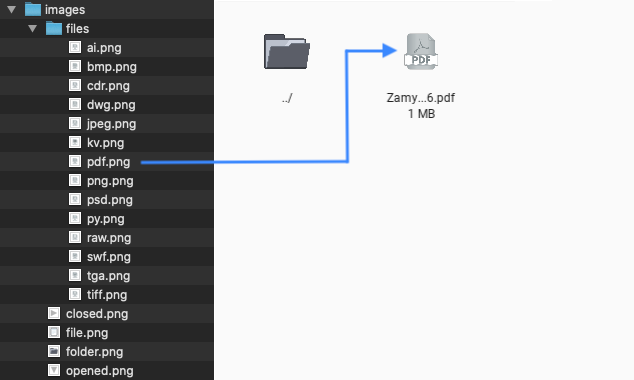 images
files
ai.png
bmp.png
cdr.png
dwg.png
jpeg.png
kv.png
pdf.png
png.png
psd.png
py.png
raw.png
swf.png
tga.png
tiff.png
closed.png
file.png
folder.png
opened.png
../
PDF
Zamy...6.pdf
1 MB